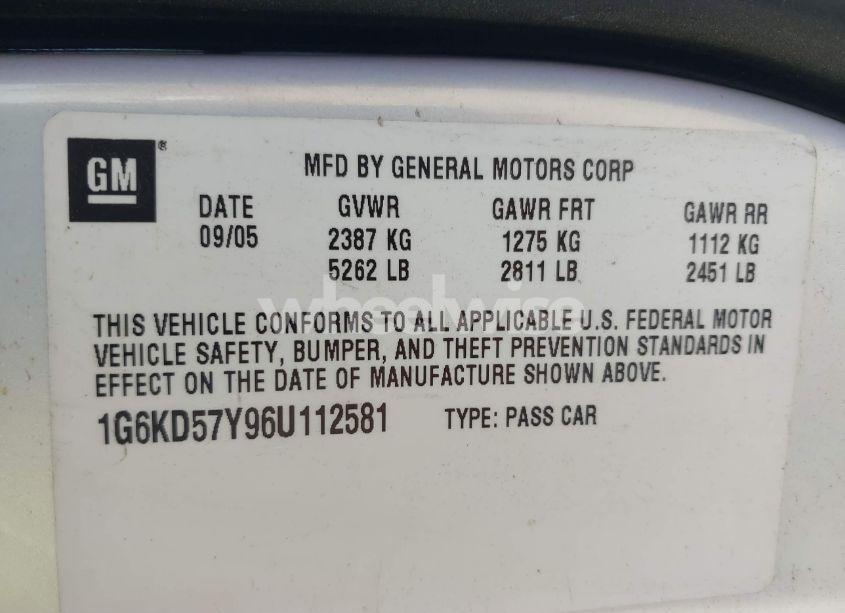 GM®
MFD BY GENERAL MOTORS CORP
DATE GVWR GAWR FRT GAWR RR
09/05 2387 KG 1275 KG 1112 KG
5262 LB 2811 LB 2451 LB
wheelwise
THIS VEHICLE CONFORMS TO ALL APPLICABLE U.S. FEDERAL MOTOR
VEHICLE SAFETY, BUMPER, AND THEFT PREVENTION STANDARDS IN
EFFECT ON THE DATE OF MANUFACTURE SHOWN ABOVE.
1G6KD57Y96U112581 TYPE: PASS CAR